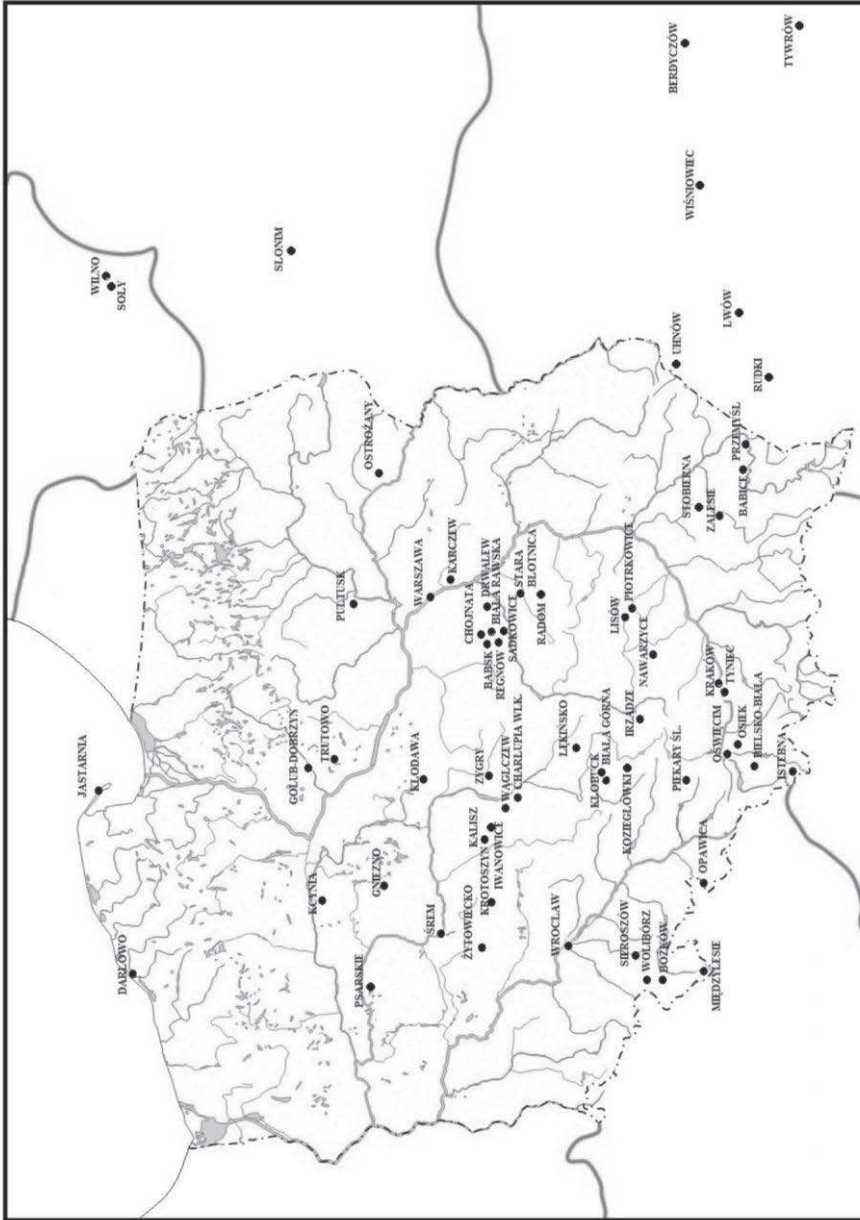 DARŁOWO
JASTARNIA
WILNO
SOŁY
SŁONIM
KCYNIA
GOLUB-DOBRZYŃ
TRUTOWO
PUŁTUSK
OSTROŻANY
PSARSKIE
GNIEZNO
KŁODAWA
WARSZAWA
KARCZEW
ŚREM
ŻYTOWIECKO
KROTOSZYN
KALISZ
IWANOWICE
ZYGRY
WĄGŁCZEW
CHARŁUPIA WLK.
CHOJNATA
BABSK
REGNÓW
DRWALEW
BIAŁA RAWSKA
SADKOWICE
STARA
BŁOTNICA
RADOM
WROCŁAW
ŁĘKIŃSKO
KŁOBUCK
BIAŁA GÓRNA
KOZIEGŁÓWKI
IRZĄDZE
LISÓW
PIOTRKOWICE
NAWARZYCE
SIEROSZÓW
WOLIBÓRZ
BOŻKÓW
MIĘDZYLESIE
OPAWICA
PIEKARY ŚL.
KRAKÓW
TYNIEC
OŚWIĘCIM
OSIEK
BIELSKO-BIAŁA
ISTEBNA
STOBIERNA
ZALESIE
BABICE
PRZEMYŚL
UHNÓW
RUDKI
LWÓW
WIŚNIOWIEC
BERDYCZÓW
TYWRÓW